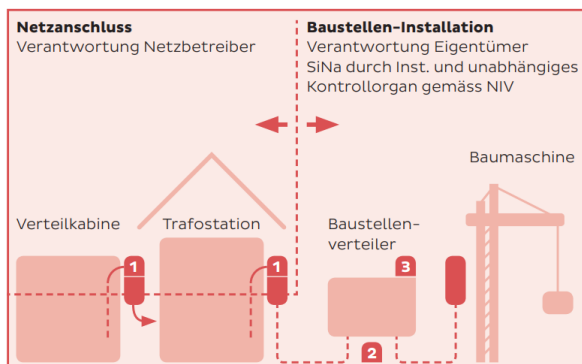 Netzanschluss
Verantwortung Netzbetreiber
Baustellen-Installation
Verantwortung Eigentümer
SiNa durch Inst. und unabhängiges
Kontrollorgan gemäss NIV
Baumaschine
Verteilkabine
Trafostation
Baustellen-
verteiler
1
1
3
2